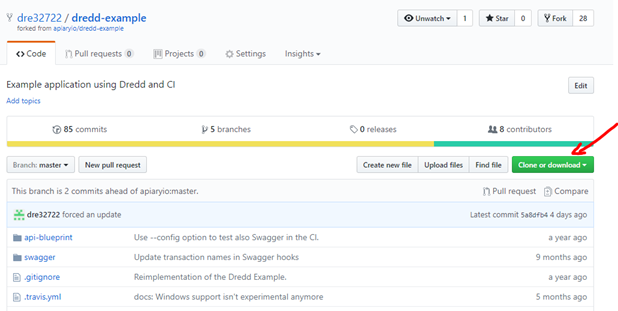 dre32722 / dredd-example
forked from apiaryio/dredd-example
Unwatch 1 Star 0 Fork 28
Code Pull requests 0 Projects 0 Settings Insights
Example application using Dredd and CI Edit
Add topics
85 commits 5 branches 0 releases 8 contributors
Branch: master New pull request Create new file Upload files Find file Clone or download
This branch is 2 commits ahead of apiaryio:master. Pull request Compare
dre32722 forced an update Latest commit 5a8dfb4 4 days ago
api-blueprint Use --config option to test also Swagger in the CI. a year ago
swagger Update transaction names in Swagger hooks 9 months ago
.gitignore Reimplementation of the Dredd Example. a year ago
.travis.yml docs: Windows support isn't experimental anymore 5 months ago